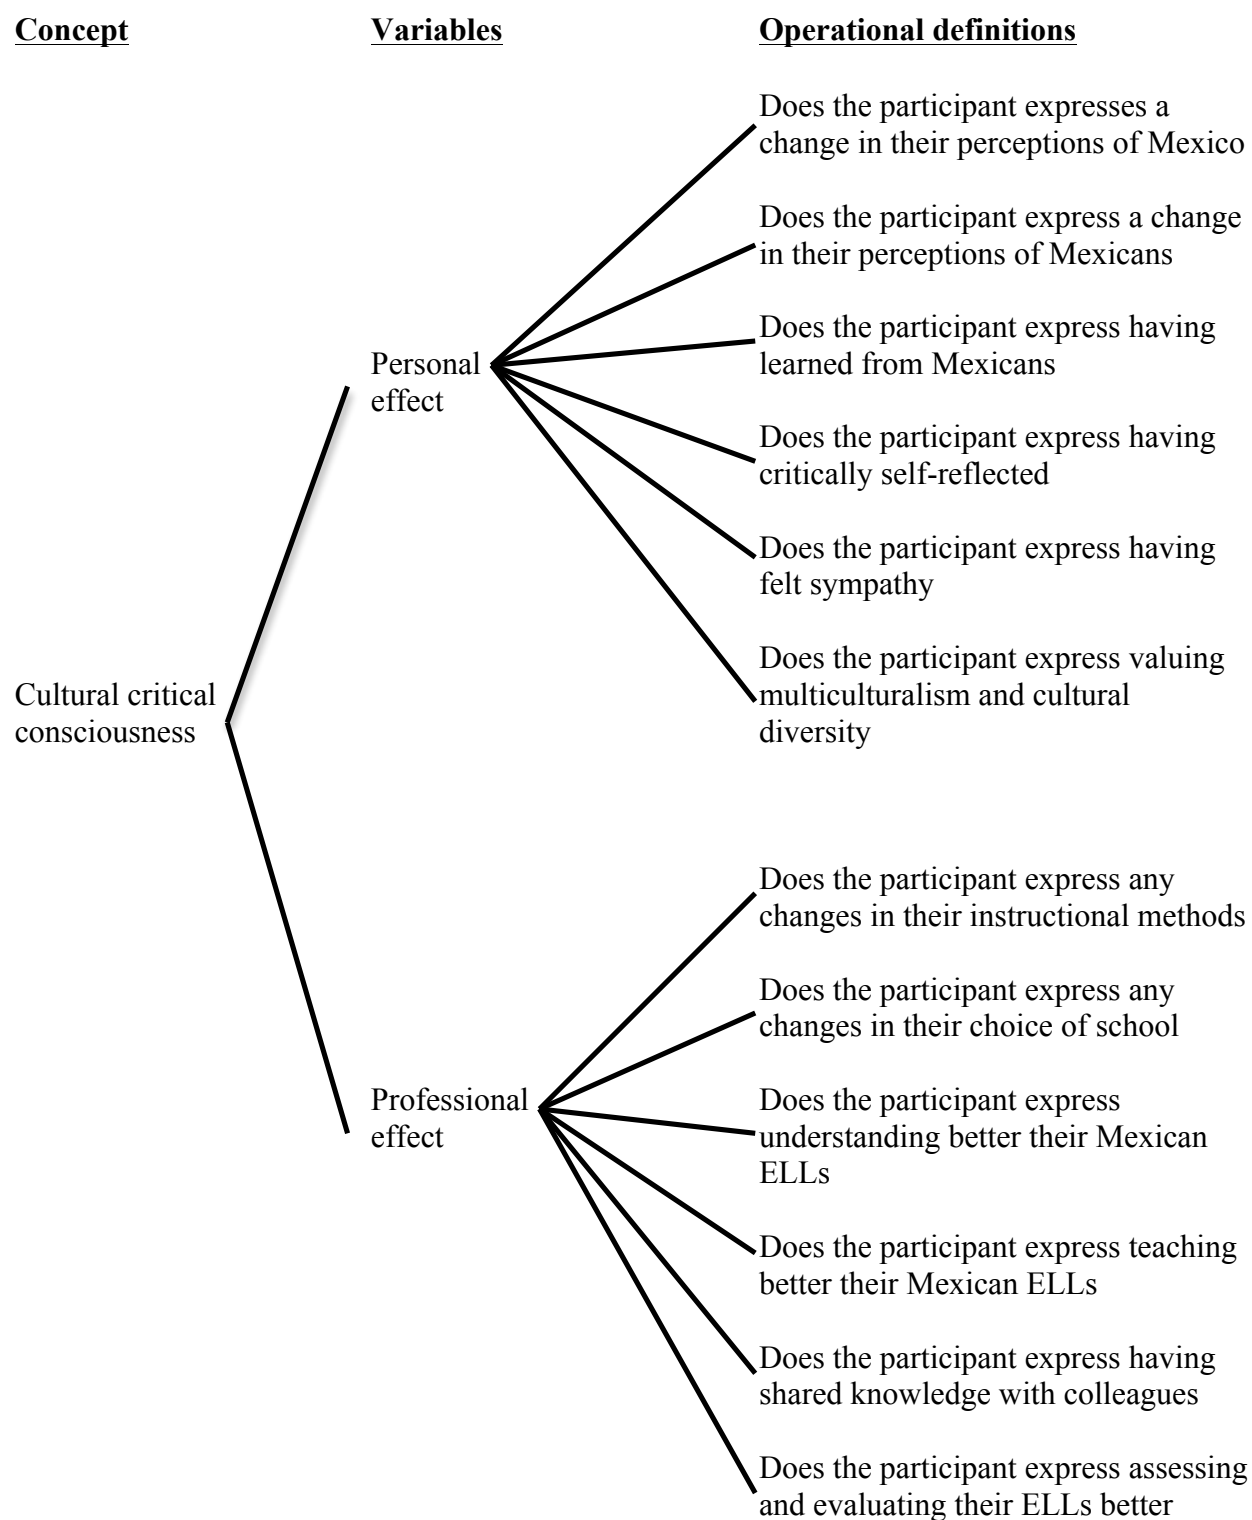 Concept
Variables
Operational definitions
Does the participant expresses a
change in their perceptions of Mexico
Does the participant express a change
in their perceptions of Mexicans
Does the participant express having
learned from Mexicans
Personal
effect
Does the participant express having
critically self-reflected
Does the participant express having
felt sympathy
Does the participant express valuing
multiculturalism and cultural
diversity
Cultural critical
consciousness
Does the participant express any
changes in their instructional methods
Does the participant express any
changes in their choice of school
Professional
effect
Does the participant express
understanding better their Mexican
ELLs
Does the participant express teaching
better their Mexican ELLs
Does the participant express having
shared knowledge with colleagues
Does the participant express assessing
and evaluating their ELLs better